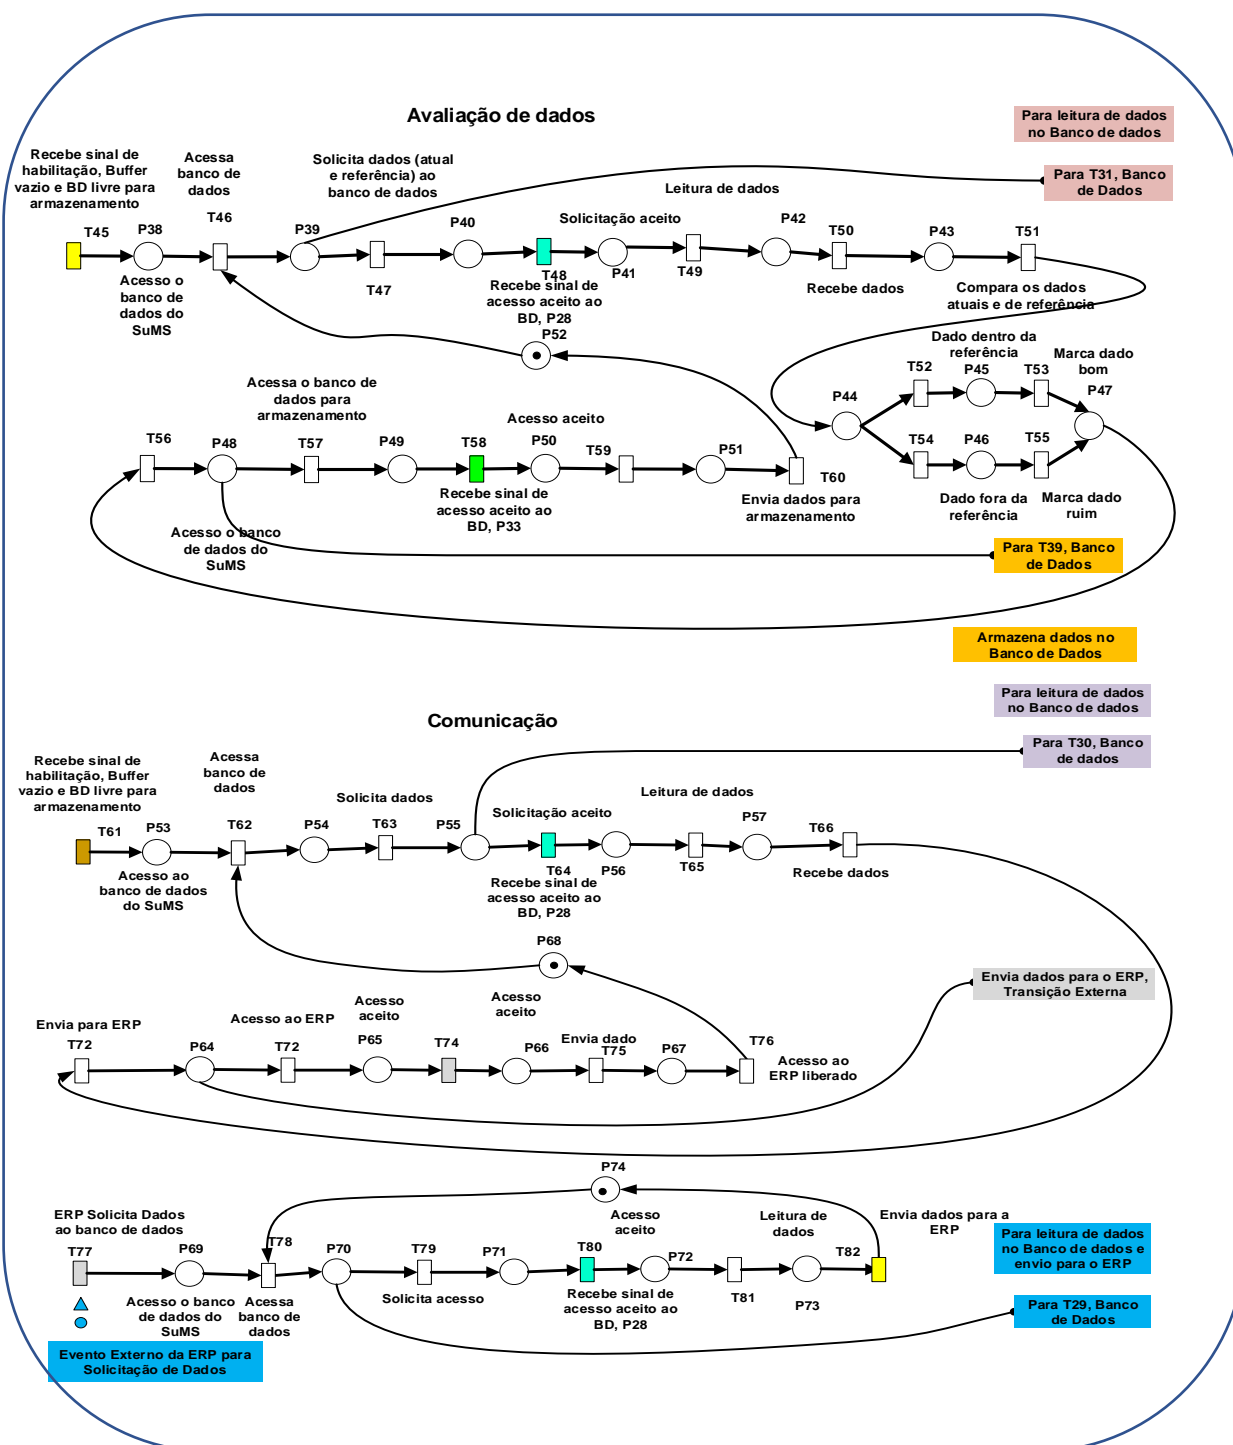 Avaliação de dados
Para leitura de dados
no Banco de dados
Recebe sinal de
habilitação, Buffer
vazio e BD livre para
armazenamento
Acessa
banco de
dados
Solicita dados (atual
e referência) ao
banco de dados
Leitura de dados
Para T31, Banco
de Dados
T45
P38
T46
P39
P40
Solicitação aceito
P42
T50
P43
T51
T47
T48
P41
T49
Acesso o
banco de
dados do
SuMS
Recebe sinal de
acesso aceito ao
BD, P28
Recebe dados
Compara os dados
atuais e de referência
P52
Dado dentro da
referência
Marca dado
bom
T52
P45
T53
P47
P44
T54
P46
T55
Dado fora da
referência
Marca dado
ruim
Acessa o banco de
dados para
armazenamento
Acesso aceito
T56
P48
T57
P49
T58
P50
T59
P51
T60
Recebe sinal de
acesso aceito ao
BD, P33
Envia dados para
armazenamento
Acesso o banco
de dados do
SuMS
Para T39, Banco
de Dados
Armazena dados no
Banco de Dados
Para leitura de dados
no Banco de dados
Comunicação
Para T30, Banco
de dados
Recebe sinal de
habilitação, Buffer
vazio e BD livre para
armazenamento
Acessa
banco de
dados
Solicita dados
Solicitação aceito
Leitura de dados
T61
P53
T62
P54
T63
P55
T64
P56
T65
P57
T66
Acesso ao
banco de dados
do SuMS
Recebe sinal de
acesso aceito ao
BD, P28
Recebe dados
P68
Envia dados para o ERP,
Transição Externa
Envia para ERP
Acesso ao ERP
Acesso
aceito
Acesso
aceito
Envia dado
T72
P64
T72
P65
T74
P66
T75
P67
T76
Acesso ao
ERP liberado
P74
ERP Solicita Dados
ao banco de dados
Acesso
aceito
Leitura de
dados
Envia dados para a
ERP
Para leitura de dados
no Banco de dados e
envio para o ERP
T77
P69
T78
P70
T79
P71
T80
P72
T81
P73
T82
Acesso o banco
de dados do
SuMS
Acessa
banco de
dados
Solicita acesso
Recebe sinal de
acesso aceito ao
BD, P28
Para T29, Banco
de Dados
Evento Externo da ERP para
Solicitação de Dados